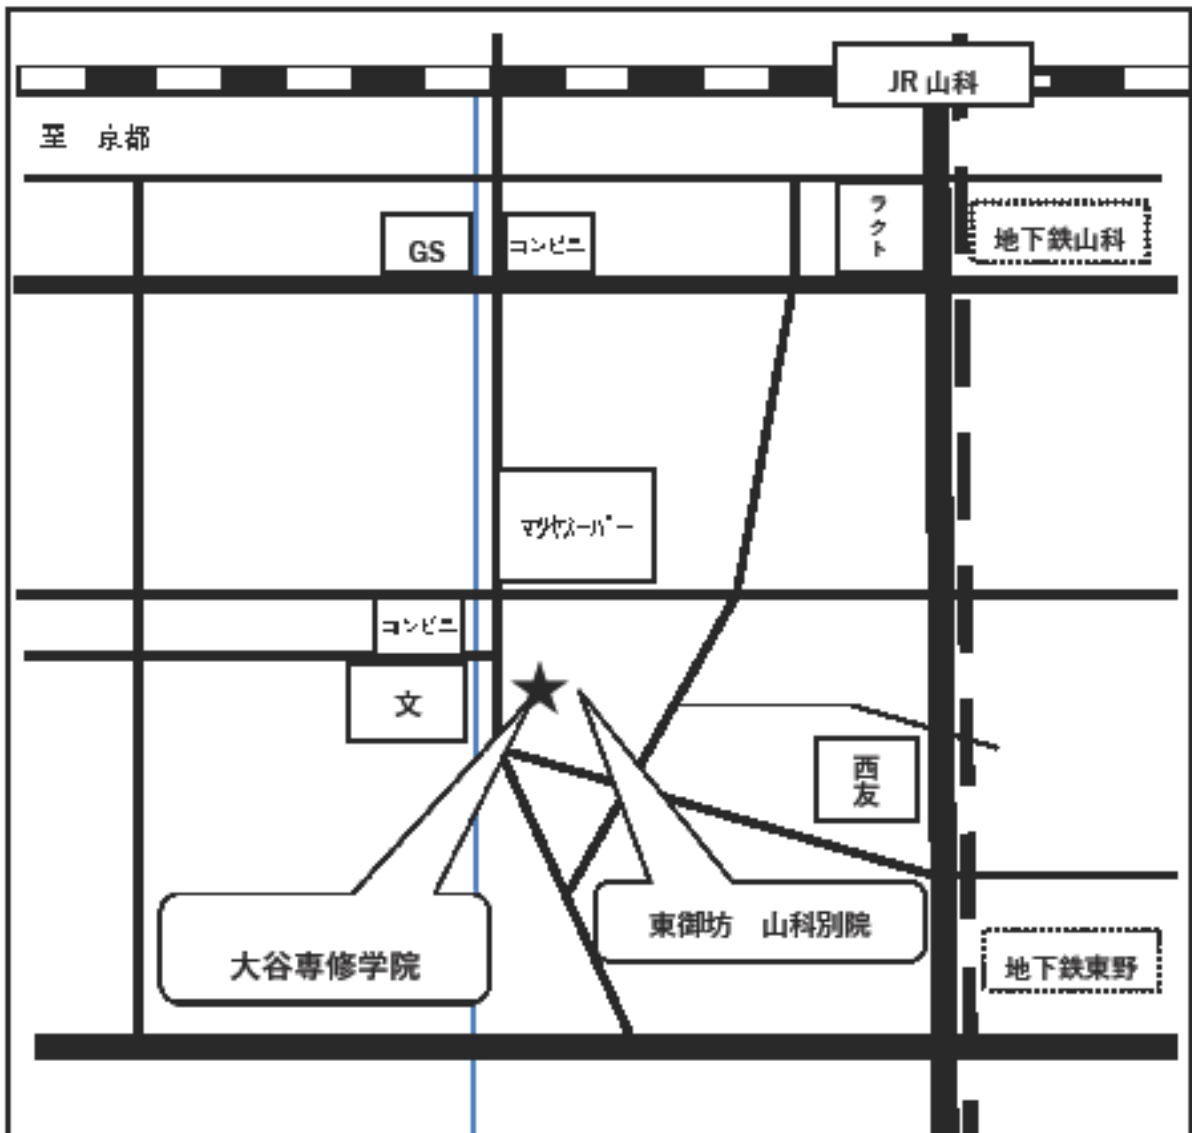 JR 山科
至　京都
ラクト
地下鉄山科
GS
コンビニ
マツヤスーパー
コンビニ
文
西友
東御坊　山科別院
大谷専修学院
地下鉄東野